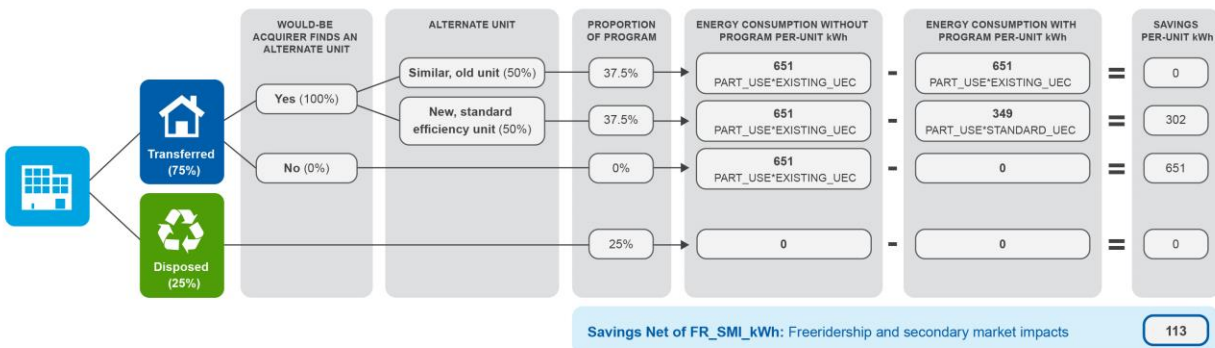 WOULD-BE
ACQUIRER FINDS AN
ALTERNATE UNIT
ALTERNATE UNIT
PROPORTION
OF PROGRAM
ENERGY CONSUMPTION WITHOUT
PROGRAM PER-UNIT kWh
ENERGY CONSUMPTION WITH
PROGRAM PER-UNIT kWh
SAVINGS
PER-UNIT kWh
Transferred
(75%)
Yes (100%)
Similar, old unit (50%)
37.5%
651
PART_USE*EXISTING_UEC
-
651
PART_USE*EXISTING_UEC
=
0
New, standard
efficiency unit (50%)
37.5%
651
PART_USE*EXISTING_UEC
-
349
PART_USE*STANDARD_UEC
=
302
No (0%)
0%
651
PART_USE*EXISTING_UEC
-
0
=
651
Disposed
(25%)
25%
0
-
0
=
0
Savings Net of FR_SMI_kWh: Freeridership and secondary market impacts
113